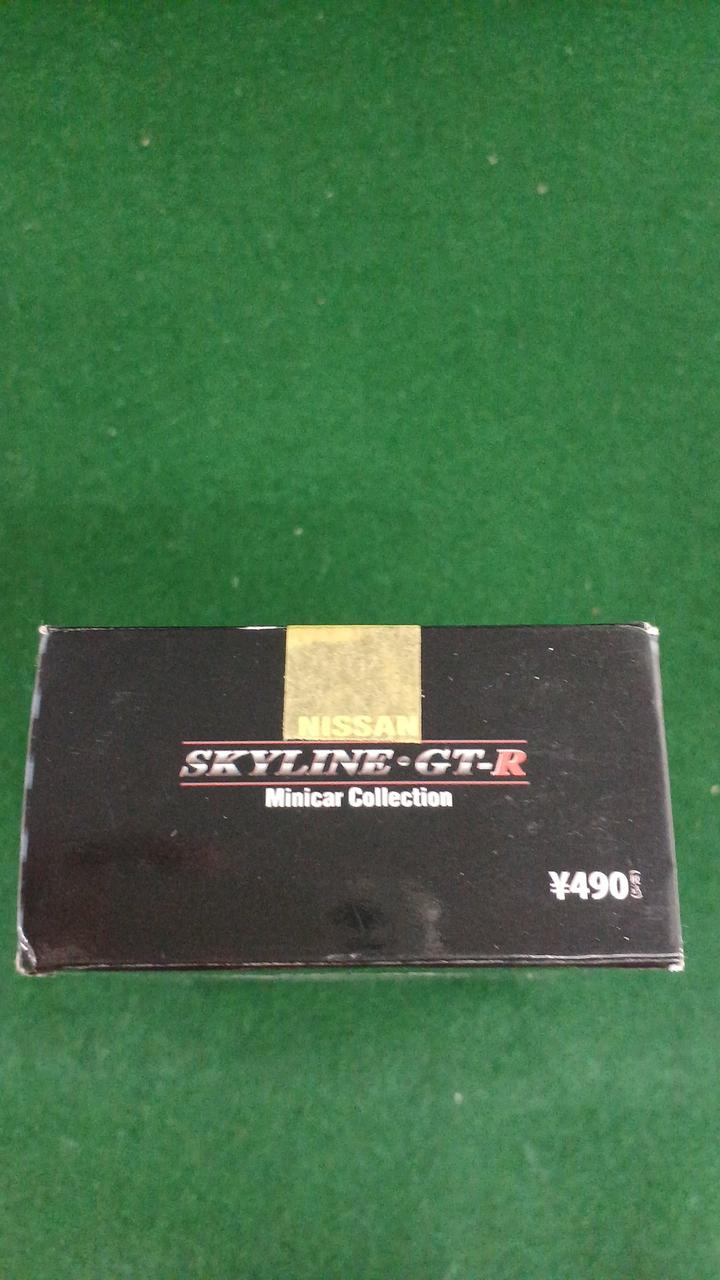 NISSAN
SKYLINE•GT-R
Minicar Collection
¥490